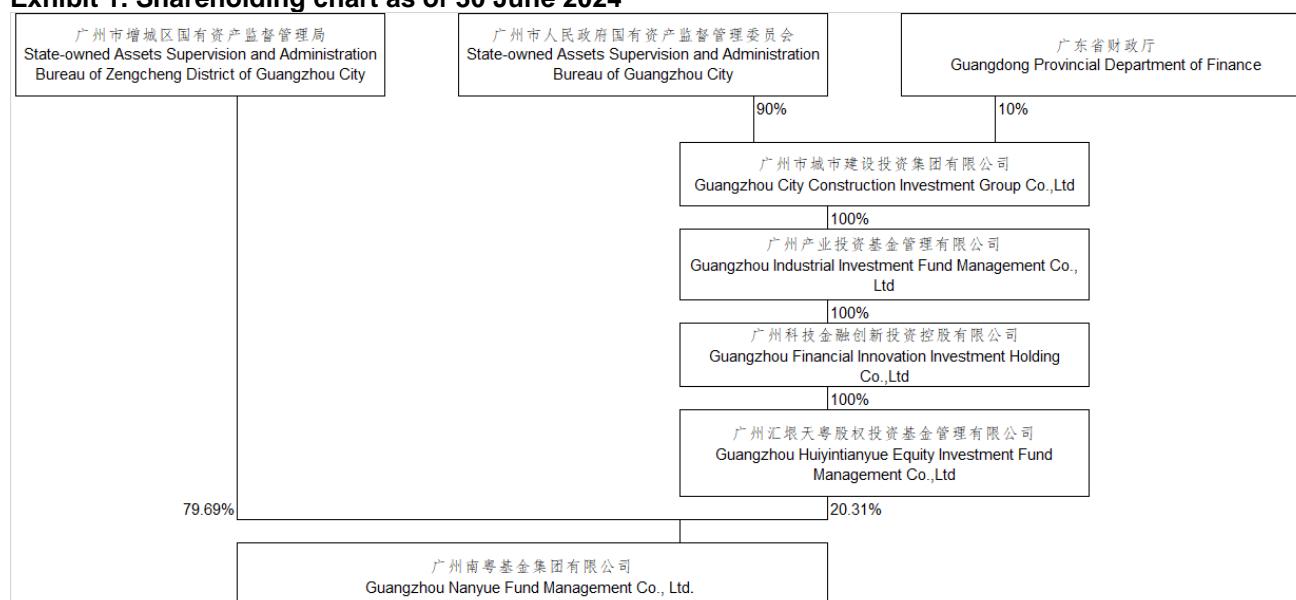 Exhibit 1: Shareholding chart as of 30 June 2024
广州市增城区国有资产监督管理局
State-owned Assets Supervision and Administration
Bureau of Zengcheng District of Guangzhou City
广州市人民政府国有资产监督管理委员会
State-owned Assets Supervision and Administration
Bureau of Guangzhou City
广东省财政厅
Guangdong Provincial Department of Finance
90%
10%
广州市城市建设投资集团有限公司
Guangzhou City Construction Investment Group Co.,Ltd
100%
广州产业投资基金管理有限公司
Guangzhou Industrial Investment Fund Management Co.,
Ltd
100%
广州科技金融创新投资控股有限公司
Guangzhou Financial Innovation Investment Holding
Co.,Ltd
100%
广州汇垠天粤股权投资基金管理有限公司
Guangzhou Huiyintianyue Equity Investment Fund
Management Co.,Ltd
79.69%
20.31%
广州南粤基金集团有限公司
Guangzhou Nanyue Fund Management Co., Ltd.